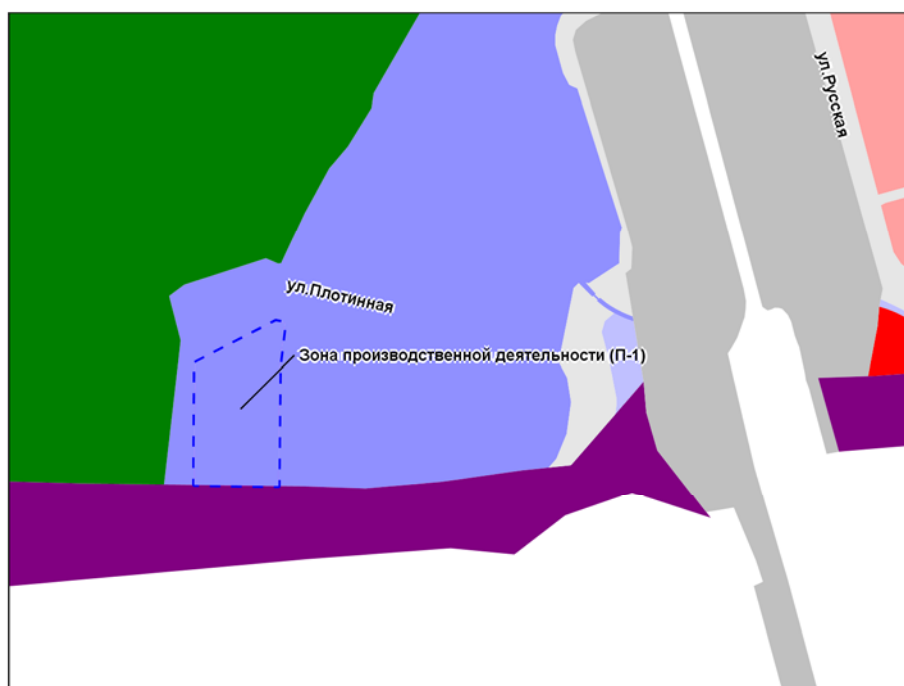 ул.Русская
ул.Плотинная
Зона производственной деятельности (П-1)